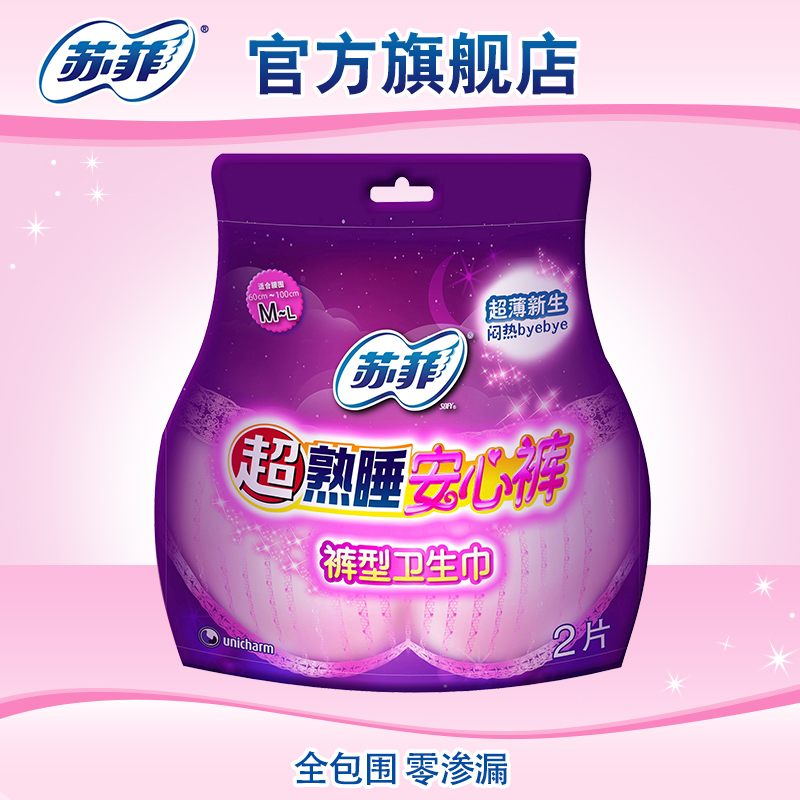 苏菲® 官方旗舰店
适合腰围
60cm~100cm
M~L
超薄新生
闷热byebye
苏菲®
SOFY®
超熟睡安心裤
裤型卫生巾
unicharm
2片
全包围 零渗漏